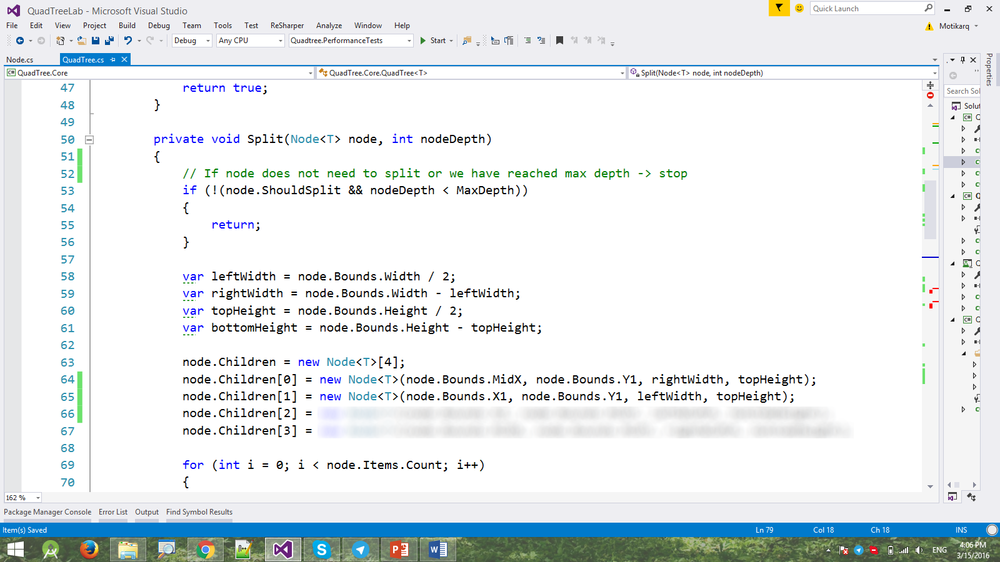 QuadTreeLab - Microsoft Visual Studio
Quick Launch
File Edit View Project Build Debug Team Tools Test ReSharper Analyze Window Help
Motikarq
Debug Any CPU Quadtree.PerformanceTests Start
Node.cs QuadTree.cs
Properties
QuadTree.Core QuadTree.Core.QuadTree<T> Split(Node<T> node, int nodeDepth)
Search Sol
Solut
47 return true;
48 }
49
50 private void Split(Node<T> node, int nodeDepth)
51 {
52 // If node does not need to split or we have reached max depth -> stop
53 if (!(node.ShouldSplit && nodeDepth < MaxDepth))
54 {
55 return;
56 }
57
58 var leftWidth = node.Bounds.Width / 2;
59 var rightWidth = node.Bounds.Width - leftWidth;
60 var topHeight = node.Bounds.Height / 2;
61 var bottomHeight = node.Bounds.Height - topHeight;
62
63 node.Children = new Node<T>[4];
64 node.Children[0] = new Node<T>(node.Bounds.MidX, node.Bounds.Y1, rightWidth, topHeight);
65 node.Children[1] = new Node<T>(node.Bounds.X1, node.Bounds.Y1, leftWidth, topHeight);
66 node.Children[2] =
67 node.Children[3] =
68
69 for (int i = 0; i < node.Items.Count; i++)
70 {
162 %
Package Manager Console Error List Output Find Symbol Results
Item(s) Saved Ln 79 Col 18 Ch 18 INS
ENG
4:06 PM
3/15/2016